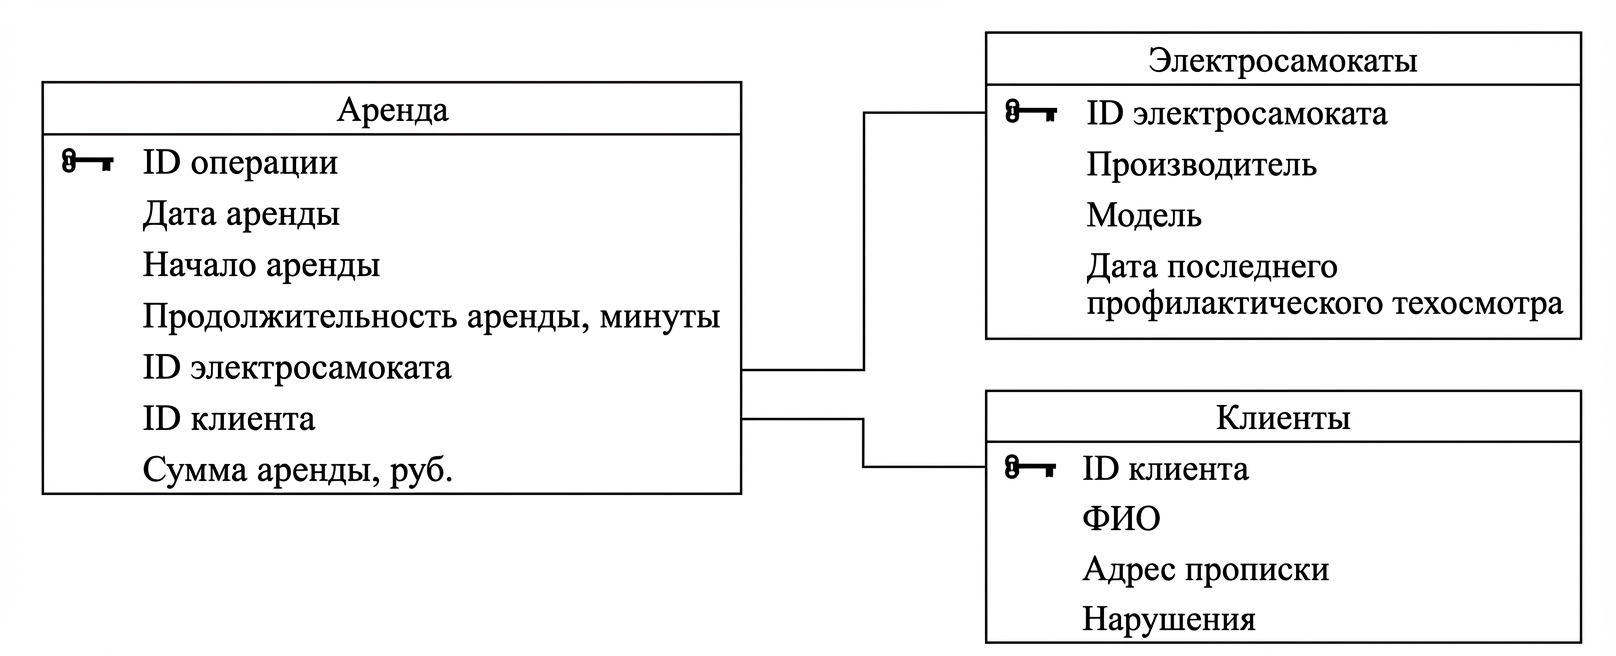 Аренда
ID операции
Дата аренды
Начало аренды
Продолжительность аренды, минуты
ID электросамоката
ID клиента
Сумма аренды, руб.
Электросамокаты
ID электросамоката
Производитель
Модель
Дата последнего
профилактического техосмотра
Клиенты
ID клиента
ФИО
Адрес прописки
Нарушения